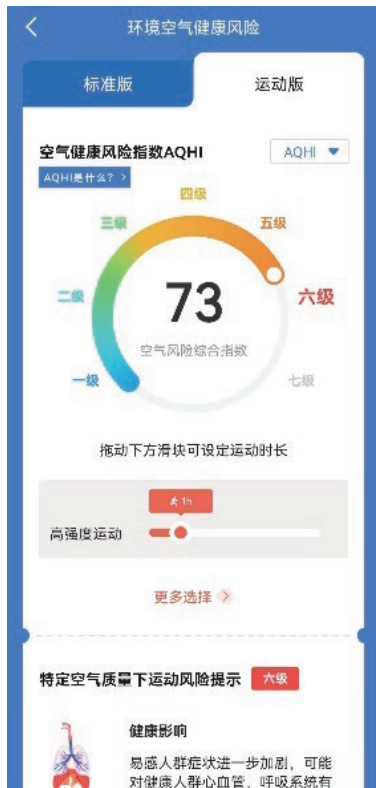 环境空气健康风险
标准版
运动版
空气健康风险指数AQHI
AQHI
AQHI是什么? >
四级
三级
五级
二级
六级
73
空气风险综合指数
一级
七级
拖动下方滑块可设定运动时长
1h
高强度运动
更多选择 >
特定空气质量下运动风险提示 六级
健康影响
易感人群症状进一步加剧，可能
对健康人群心血管、呼吸系统有